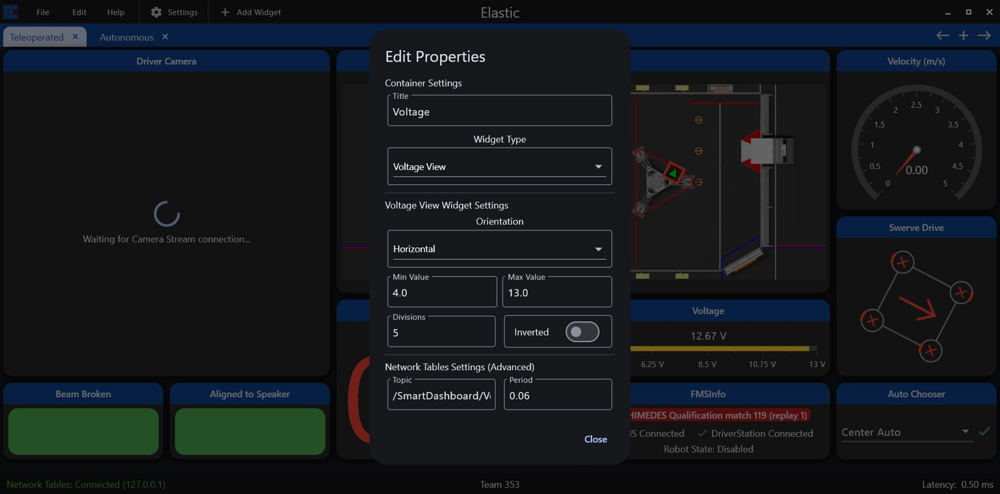 File Edit Help Settings Add Widget Elastic
Teleoperated Autonomous
Driver Camera
Waiting for Camera Stream connection...
Beam Broken
Aligned to Speaker
Edit Properties
Container Settings
Title
Voltage
Widget Type
Voltage View
Voltage View Widget Settings
Orientation
Horizontal
Min Value Max Value
4.0 13.0
Divisions
5 Inverted
Network Tables Settings (Advanced)
Topic Period
/SmartDashboard/V 0.06
Close
Voltage
12.67 V
6.25 V 8.5 V 10.75 V 13 V
FMSInfo
HIMEDES Qualification match 119 (replay 1)
Connected DriverStation Connected
Robot State: Disabled
Velocity (m/s)
0 0.5 1 1.5 2 2.5 3 3.5 4 4.5 5
0.00
Swerve Drive
Auto Chooser
Center Auto
Network Tables: Connected (127.0.0.1) Team 353 Latency: 0.50 ms